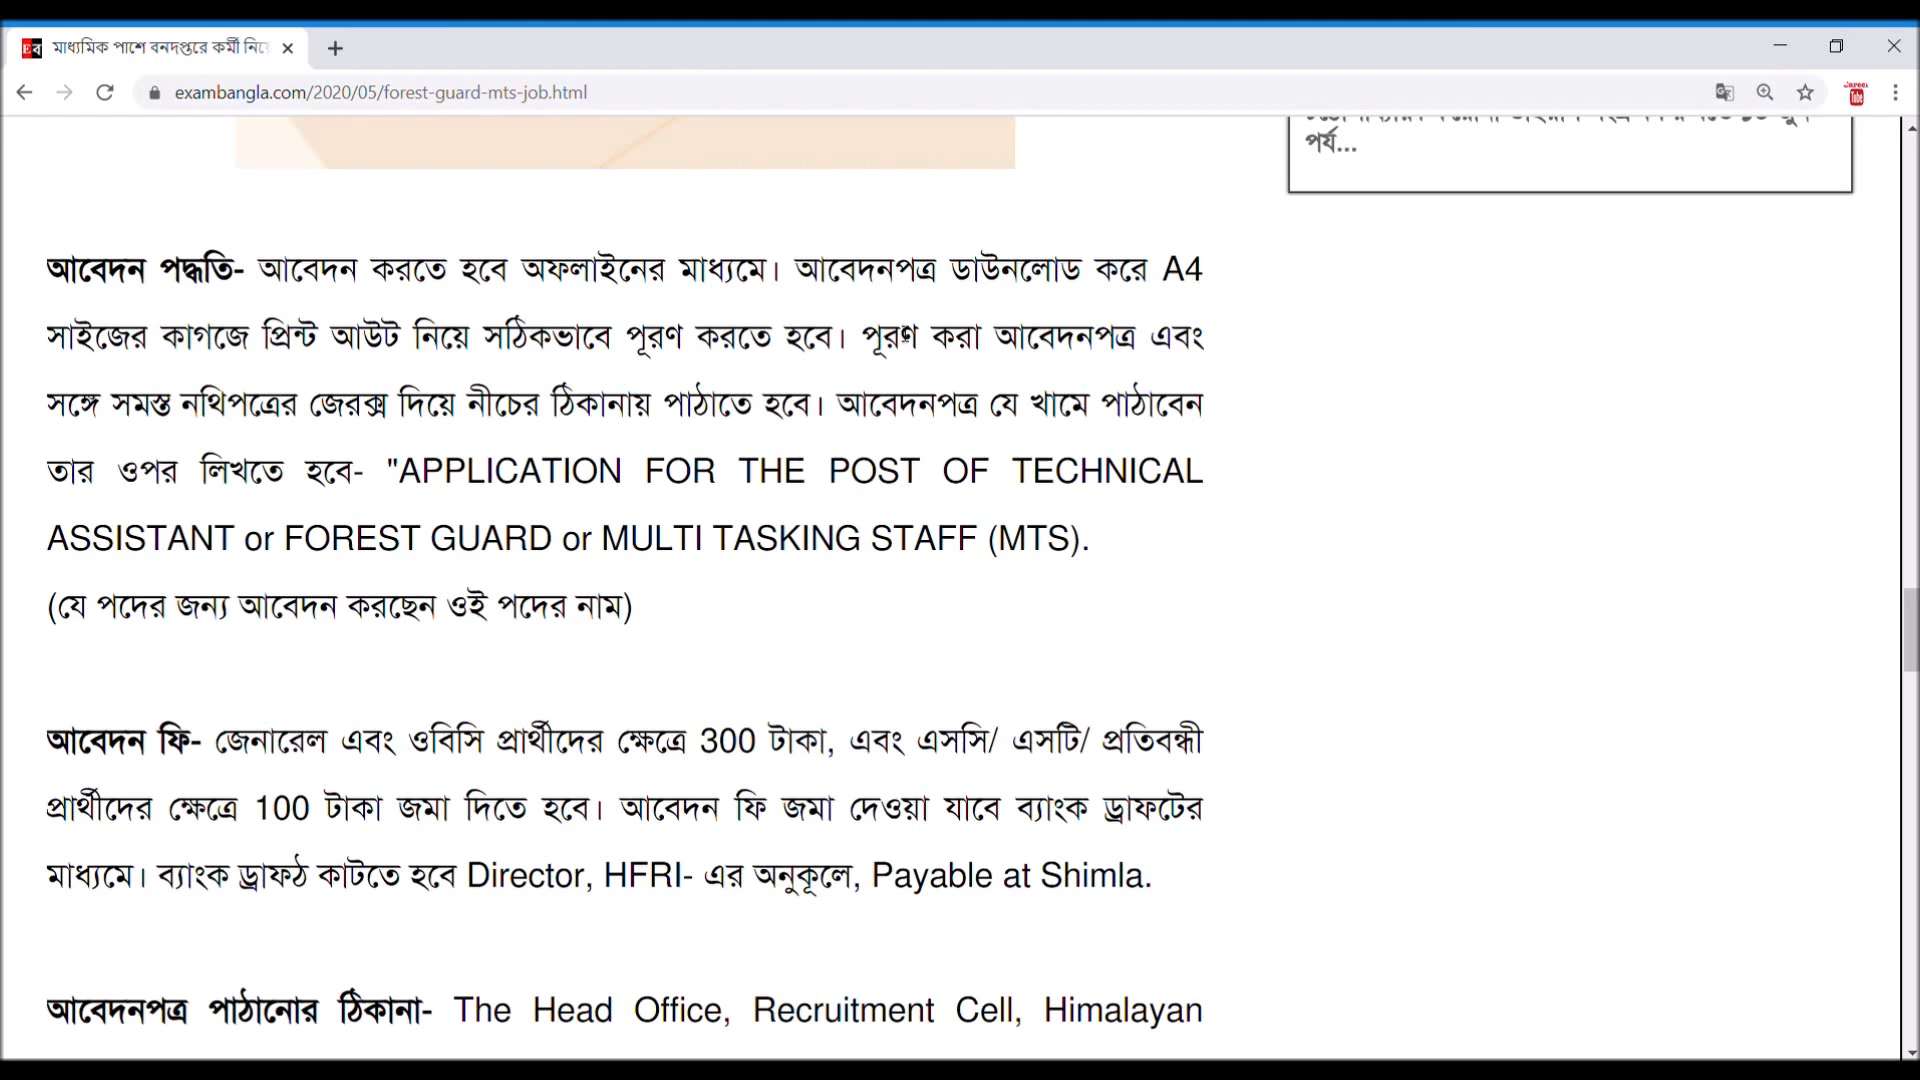 মাধ্যমিক পাশে বনদপ্তরে কর্মী নিয়ে
exambangla.com/2020/05/forest-guard-mts-job.html
পর্য...
আবেদন পদ্ধতি- আবেদন করতে হবে অফলাইনের মাধ্যমে। আবেদনপত্র ডাউনলোড করে A4
সাইজের কাগজে প্রিন্ট আউট নিয়ে সঠিকভাবে পূরণ করতে হবে। পূরণ করা আবেদনপত্র এবং
সঙ্গে সমস্ত নথিপত্রের জেরক্স দিয়ে নীচের ঠিকানায় পাঠাতে হবে। আবেদনপত্র যে খামে পাঠাবেন
তার ওপর লিখতে হবে- "APPLICATION FOR THE POST OF TECHNICAL
ASSISTANT or FOREST GUARD or MULTI TASKING STAFF (MTS).
(যে পদের জন্য আবেদন করছেন ওই পদের নাম)
আবেদন ফি- জেনারেল এবং ওবিসি প্রার্থীদের ক্ষেত্রে 300 টাকা, এবং এসসি/ এসটি/ প্রতিবন্ধী
প্রার্থীদের ক্ষেত্রে 100 টাকা জমা দিতে হবে। আবেদন ফি জমা দেওয়া যাবে ব্যাংক ড্রাফটের
মাধ্যমে। ব্যাংক ড্রাফঠ কাটতে হবে Director, HFRI- এর অনুকূলে, Payable at Shimla.
আবেদনপত্র পাঠানোর ঠিকানা- The Head Office, Recruitment Cell, Himalayan